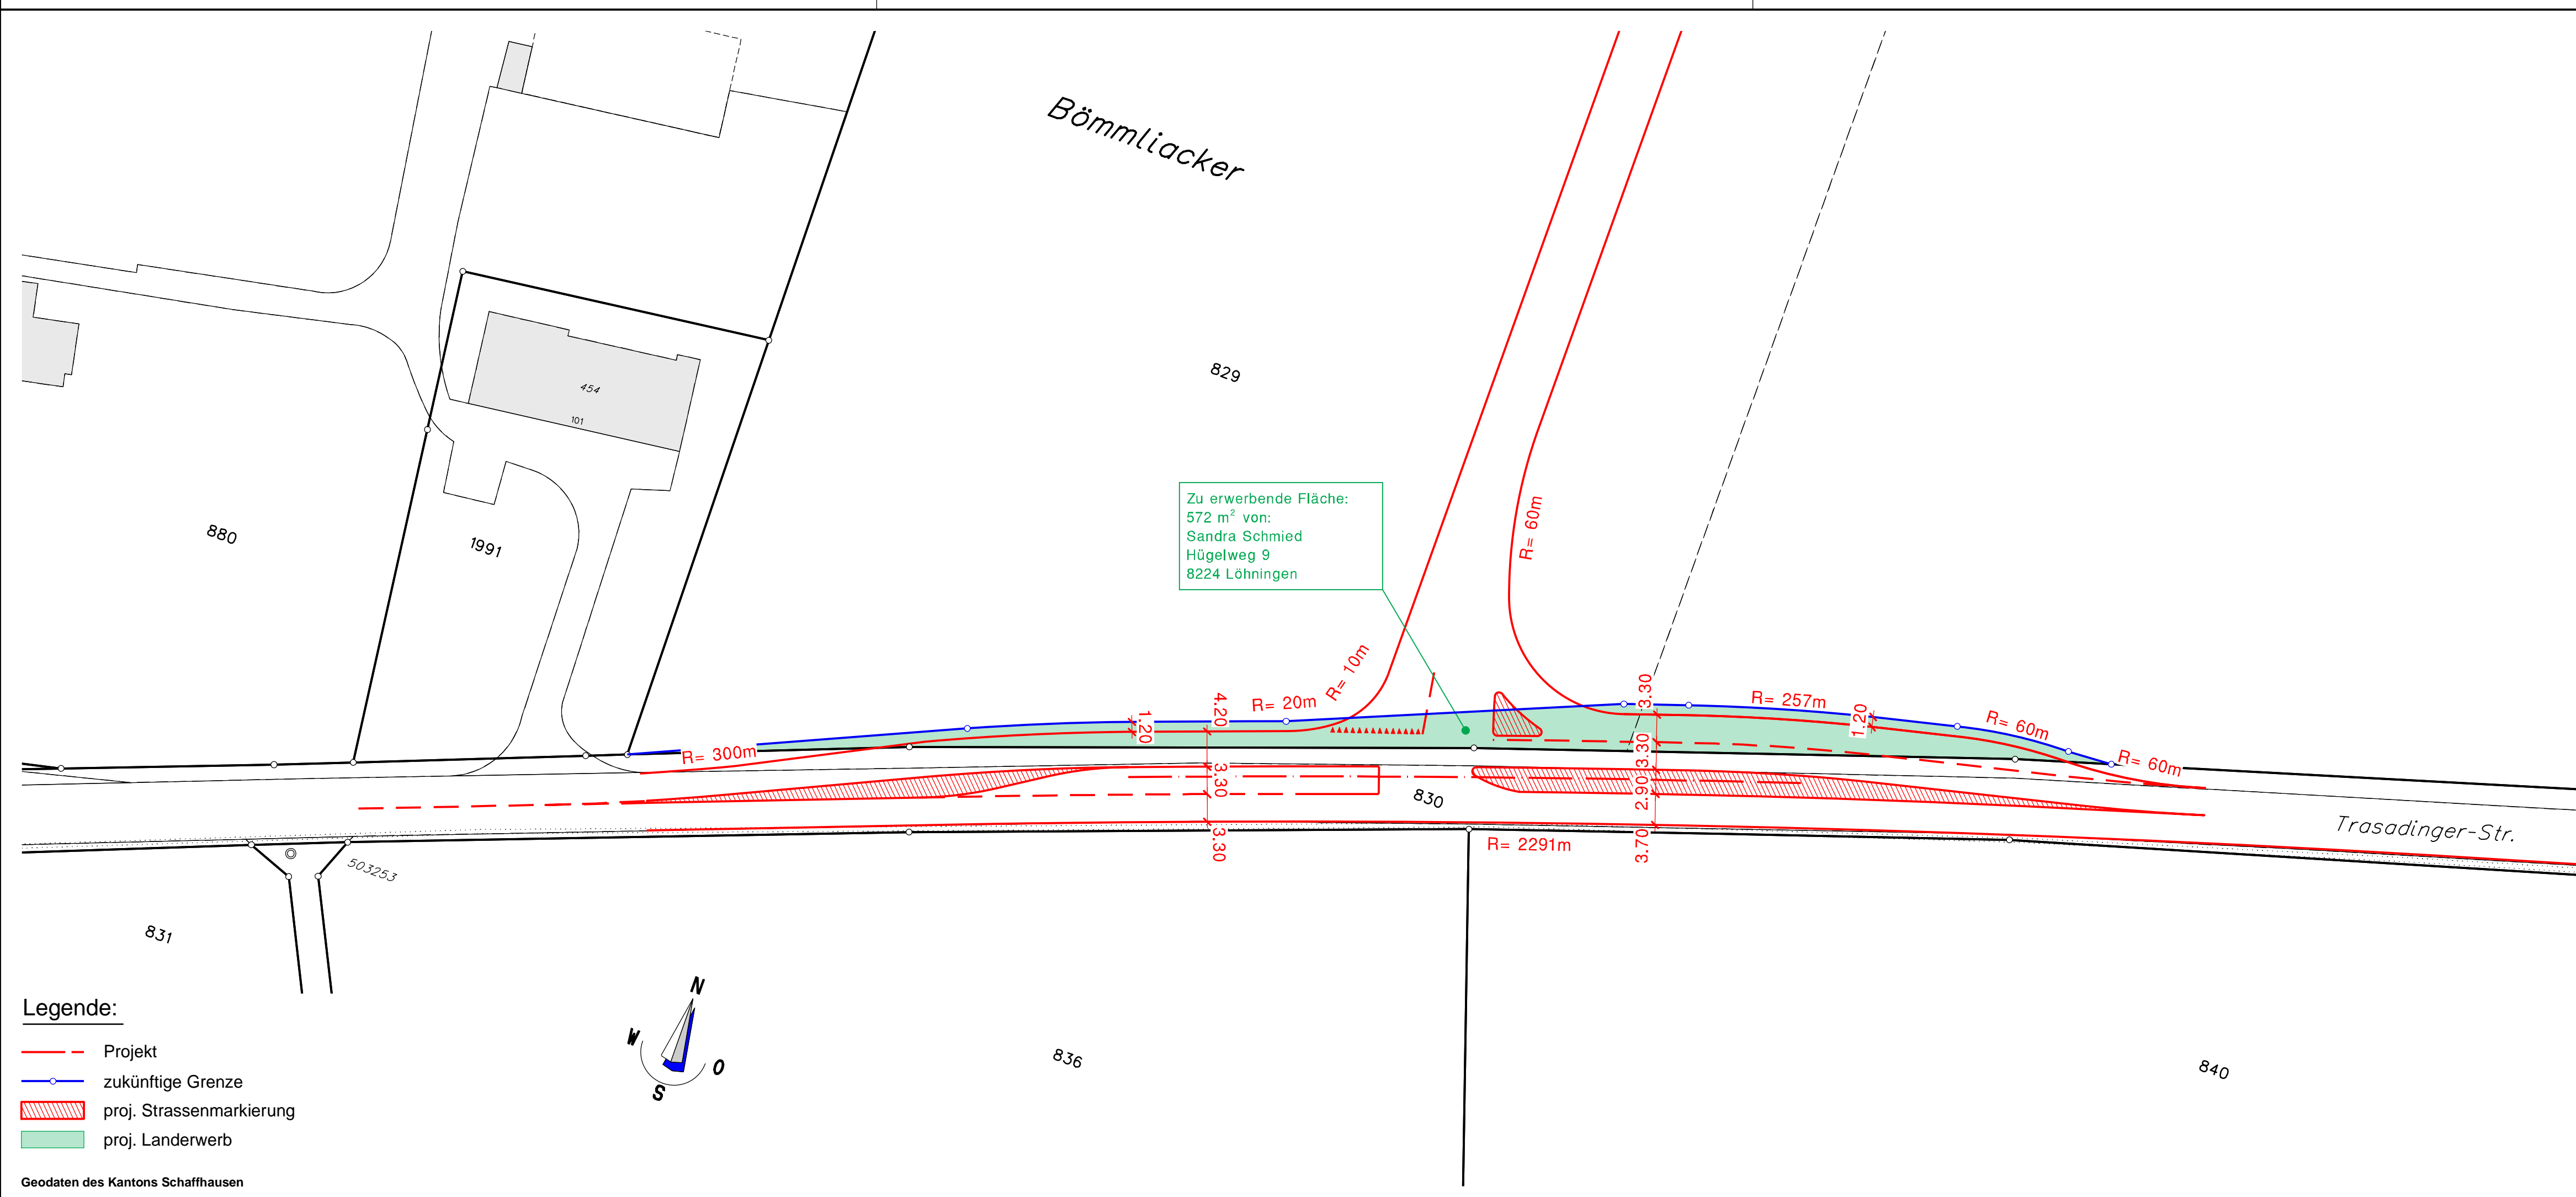 Bömmliacker
829
454
101
880
1991
Zu erwerbende Fläche:
572 m² von:
Sandra Schmied
Hügelweg 9
8224 Löhningen
R= 60m
R= 10m
R= 20m
4.20
1.20
3.30
R= 257m
1.20
R= 60m
R= 60m
R= 300m
3.30
3.30
2.90
830
3.30
3.70
R= 2291m
Trasadinger-Str.
503253
831
836
840
N
W
O
S
Legende:
Projekt
zukünftige Grenze
proj. Strassenmarkierung
proj. Landerwerb
Geodaten des Kantons Schaffhausen